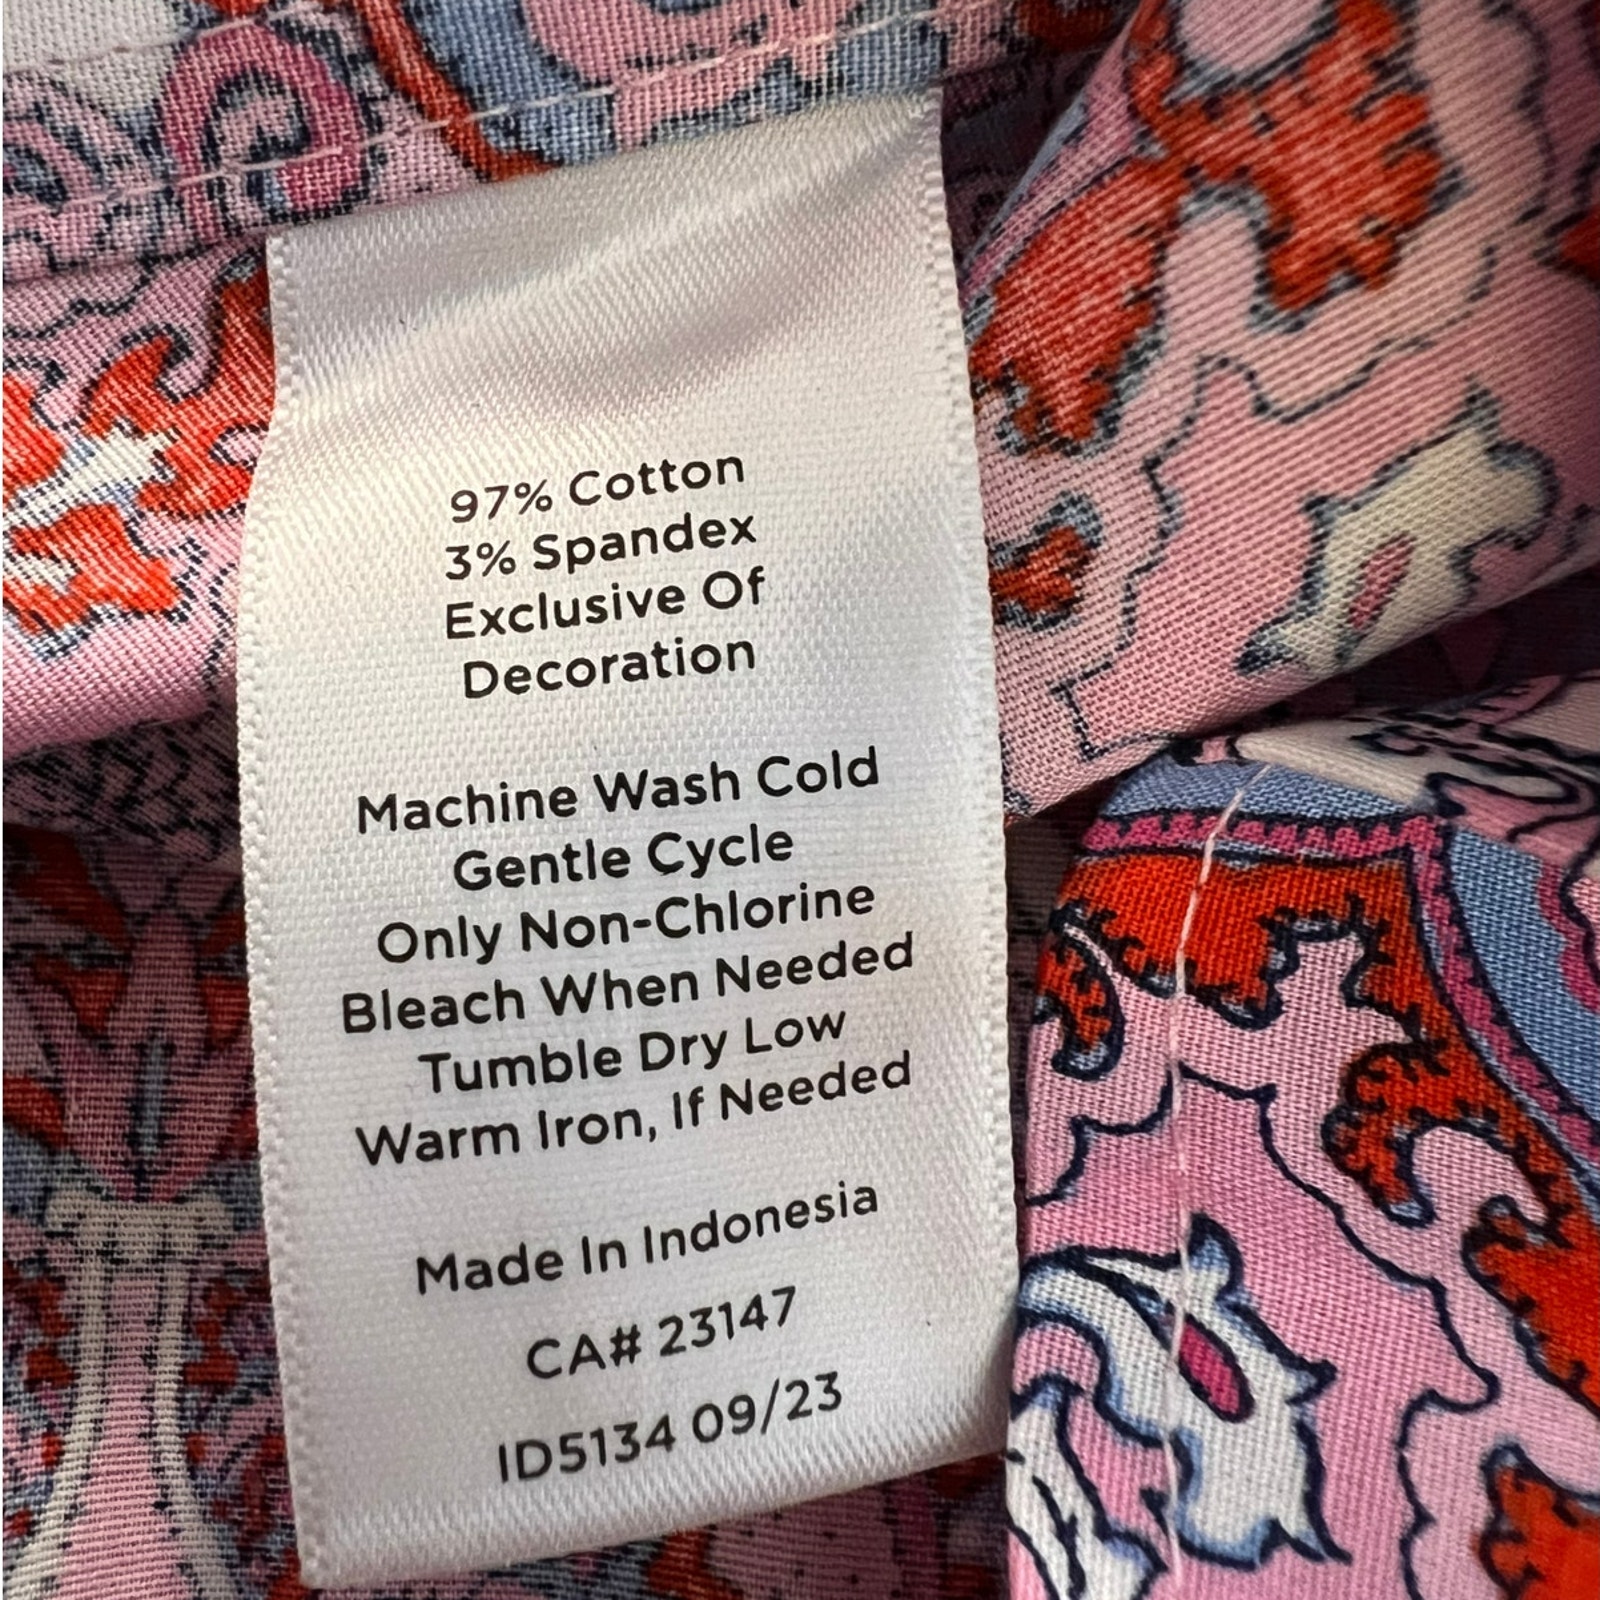 97% Cotton
3% Spandex
Exclusive Of
Decoration
Machine Wash Cold
Gentle Cycle
Only Non-Chlorine
Bleach When Needed
Tumble Dry Low
Warm Iron, If Needed
Made In Indonesia
CA# 23147
ID5134 09/23